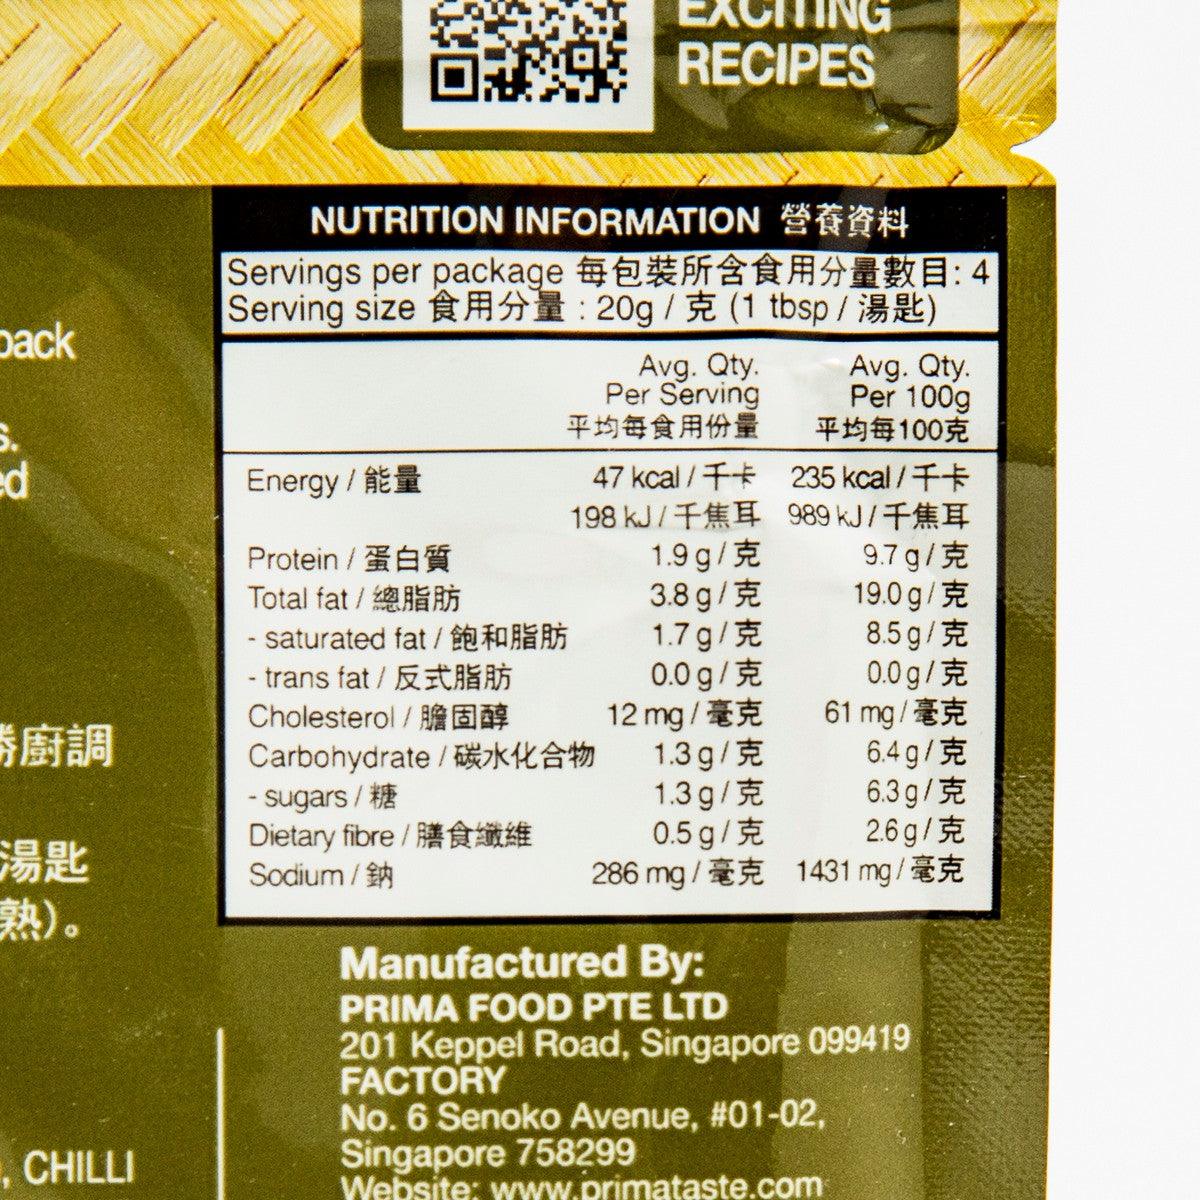 EXCITING
RECIPES
NUTRITION INFORMATION 營養資料
Servings per package 每包裝所含食用分量數目: 4
Serving size 食用分量 : 20g / 克 (1 tbsp / 湯匙)
Avg. Qty. Avg. Qty.
Per Serving Per 100g
平均每食用份量 平均每100克
Energy / 能量 47 kcal / 千卡 235 kcal / 千卡
198 kJ / 千焦耳 989 kJ / 千焦耳
Protein / 蛋白質 1.9 g / 克 9.7 g / 克
Total fat / 總脂肪 3.8 g / 克 19.0 g / 克
- saturated fat / 飽和脂肪 1.7 g / 克 8.5 g / 克
- trans fat / 反式脂肪 0.0 g / 克 0.0 g / 克
Cholesterol / 膽固醇 12 mg / 毫克 61 mg / 毫克
Carbohydrate / 碳水化合物 1.3 g / 克 6.4 g / 克
- sugars / 糖 1.3 g / 克 6.3 g / 克
Dietary fibre / 膳食纖維 0.5 g / 克 2.6 g / 克
Sodium / 鈉 286 mg / 毫克 1431 mg / 毫克
Manufactured By:
PRIMA FOOD PTE LTD
201 Keppel Road, Singapore 099419
FACTORY
No. 6 Senoko Avenue, #01-02,
Singapore 758299
Website: www.primataste.com
廚調
湯匙
熟)。
, CHILLI